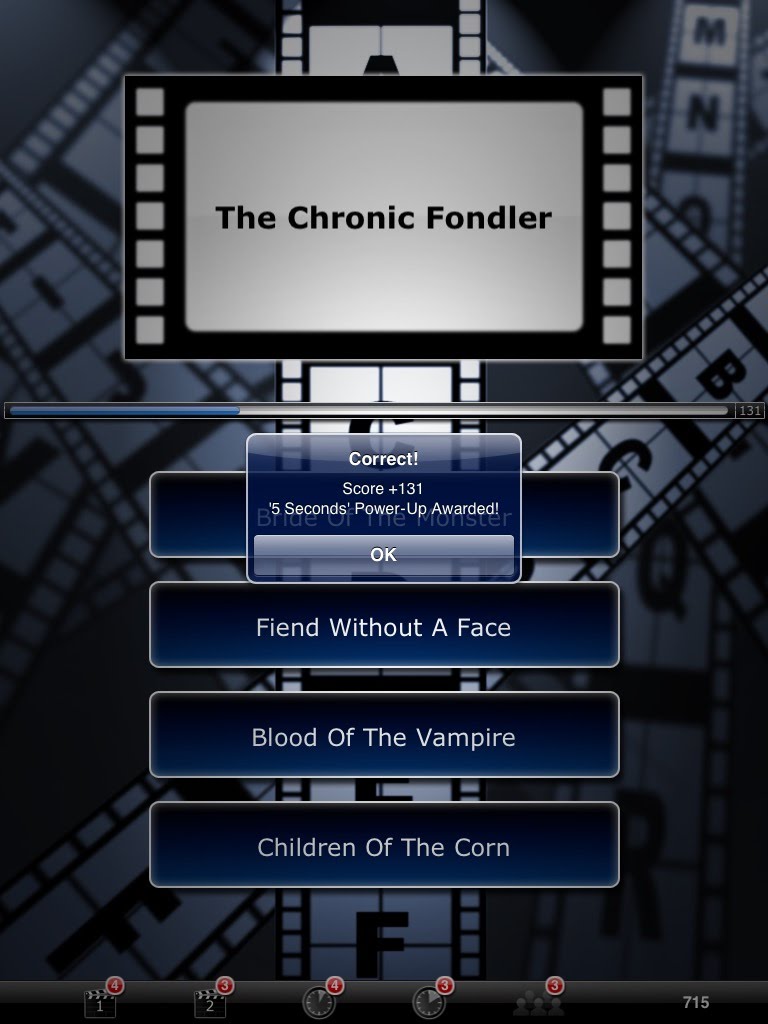 M
N
A
The Chronic Fondler
B
C
131
C
Correct!
Score +131
'5 Seconds' Power-Up Awarded!
Bride Of The Monster
OK
Q
Fiend Without A Face
Blood Of The Vampire
E
Children Of The Corn
R
F
F
4
3
4
3
3
1
2
715